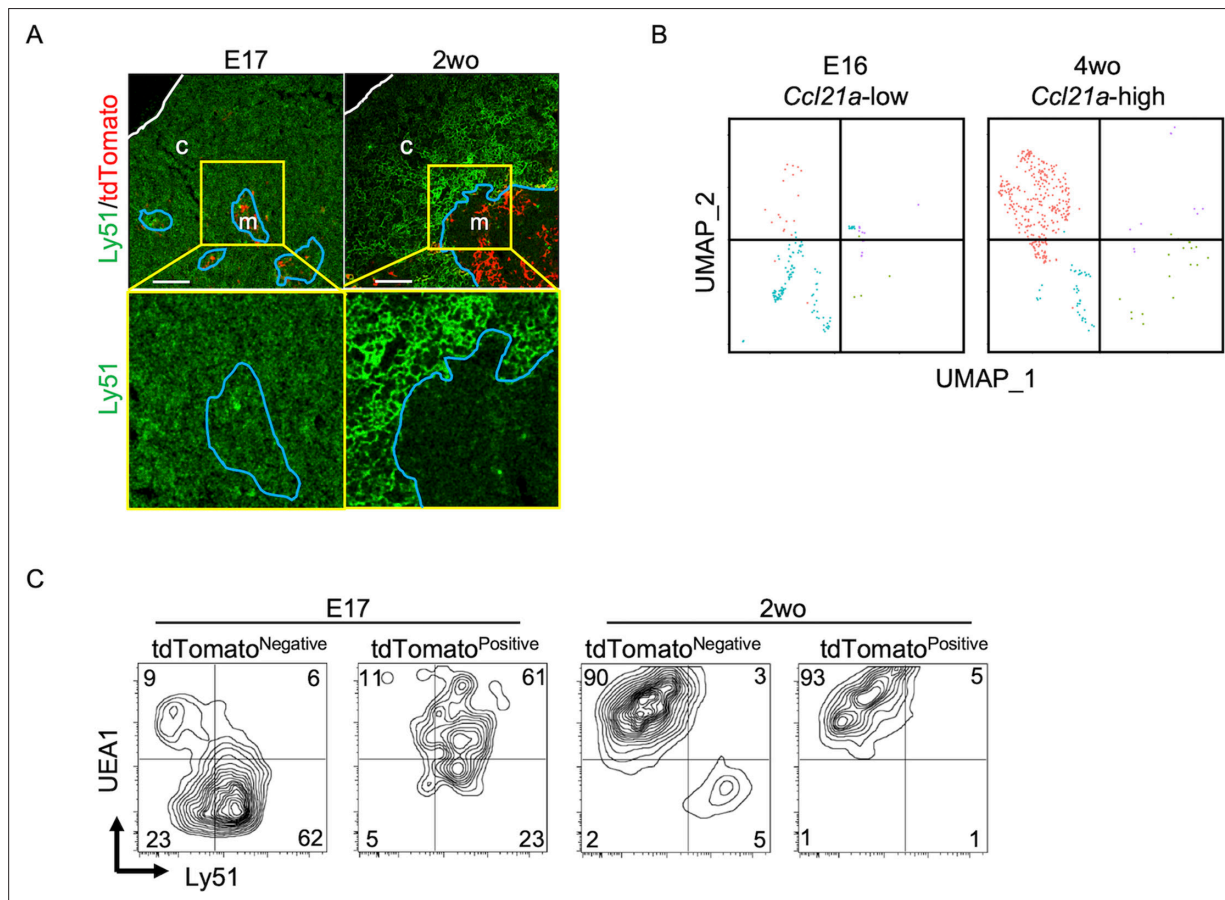 A
E17
2wo
Ly51/tdTomato
c
m
c
m
Ly51
B
E16
Ccl21a-low
4wo
Ccl21a-high
UMAP_2
UMAP_1
C
E17
2wo
tdTomatoNegative
tdTomatoPositive
tdTomatoNegative
tdTomatoPositive
9
6
11
61
90
3
93
5
UEA1
23
62
5
23
2
5
1
1
Ly51